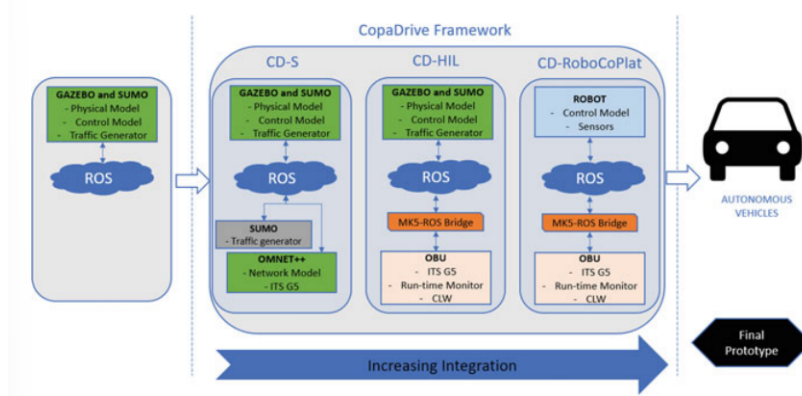 CopaDrive Framework
CD-S
CD-HIL
CD-RoboCoPlat
GAZEBO and SUMO
- Physical Model
- Control Model
- Traffic Generator
ROS
GAZEBO and SUMO
- Physical Model
- Control Model
- Traffic Generator
ROS
SUMO
- Traffic generator
OMNET++
- Network Model
- ITS G5
GAZEBO and SUMO
- Physical Model
- Control Model
- Traffic Generator
ROS
MK5-ROS Bridge
OBU
- ITS G5
- Run-time Monitor
- CLW
ROBOT
- Control Model
- Sensors
ROS
MK5-ROS Bridge
OBU
- ITS G5
- Run-time Monitor
- CLW
AUTONOMOUS
VEHICLES
Increasing Integration
Final
Prototype